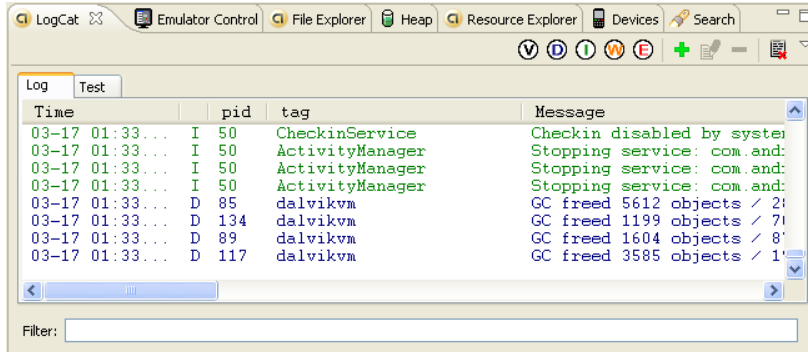 LogCat Emulator Control File Explorer Heap Resource Explorer Devices Search
V D I W E
Log Test
Time pid tag Message
03-17 01:33... I 50 CheckinService Checkin disabled by system
03-17 01:33... I 50 ActivityManager Stopping service: com.and
03-17 01:33... I 50 ActivityManager Stopping service: com.and
03-17 01:33... I 50 ActivityManager Stopping service: com.and
03-17 01:33... D 85 dalvikvm GC freed 5612 objects / 2
03-17 01:33... D 134 dalvikvm GC freed 1199 objects / 7
03-17 01:33... D 89 dalvikvm GC freed 1604 objects / 8
03-17 01:33... D 117 dalvikvm GC freed 3585 objects / 1
Filter: